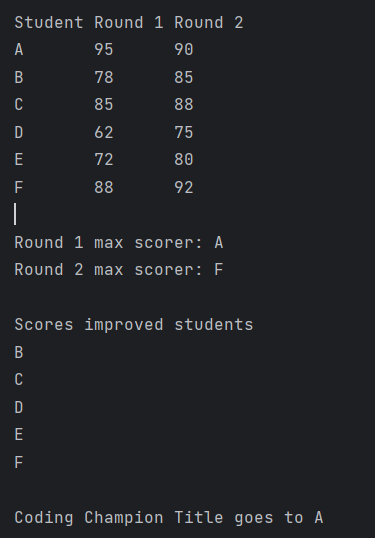 Student Round 1 Round 2
A       95      90
B       78      85
C       85      88
D       62      75
E       72      80
F       88      92

Round 1 max scorer: A
Round 2 max scorer: F

Scores improved students
B
C
D
E
F

Coding Champion Title goes to A